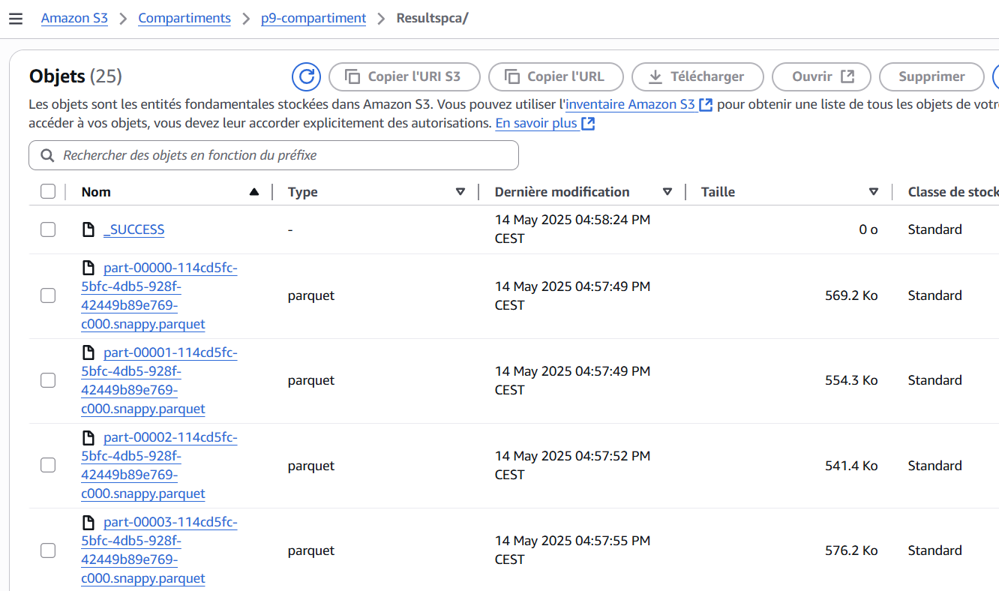 Amazon S3 > Compartiments > p9-compartiment > Resultspca/
Objets (25)
Copier l'URI S3
Copier l'URL
Télécharger
Ouvrir
Supprimer
Les objets sont les entités fondamentales stockées dans Amazon S3. Vous pouvez utiliser l'inventaire Amazon S3 pour obtenir une liste de tous les objets de votr
accéder à vos objets, vous devez leur accorder explicitement des autorisations. En savoir plus
Rechercher des objets en fonction du préfixe
Nom Type Dernière modification Taille Classe de stock
_SUCCESS - 14 May 2025 04:58:24 PM CEST 0 o Standard
part-00000-114cd5fc-
5bfc-4db5-928f-
42449b89e769-
c000.snappy.parquet
parquet
14 May 2025 04:57:49 PM
CEST
569.2 Ko
Standard
part-00001-114cd5fc-
5bfc-4db5-928f-
42449b89e769-
c000.snappy.parquet
parquet
14 May 2025 04:57:49 PM
CEST
554.3 Ko
Standard
part-00002-114cd5fc-
5bfc-4db5-928f-
42449b89e769-
c000.snappy.parquet
parquet
14 May 2025 04:57:52 PM
CEST
541.4 Ko
Standard
part-00003-114cd5fc-
5bfc-4db5-928f-
42449b89e769-
c000.snappy.parquet
parquet
14 May 2025 04:57:55 PM
CEST
576.2 Ko
Standard